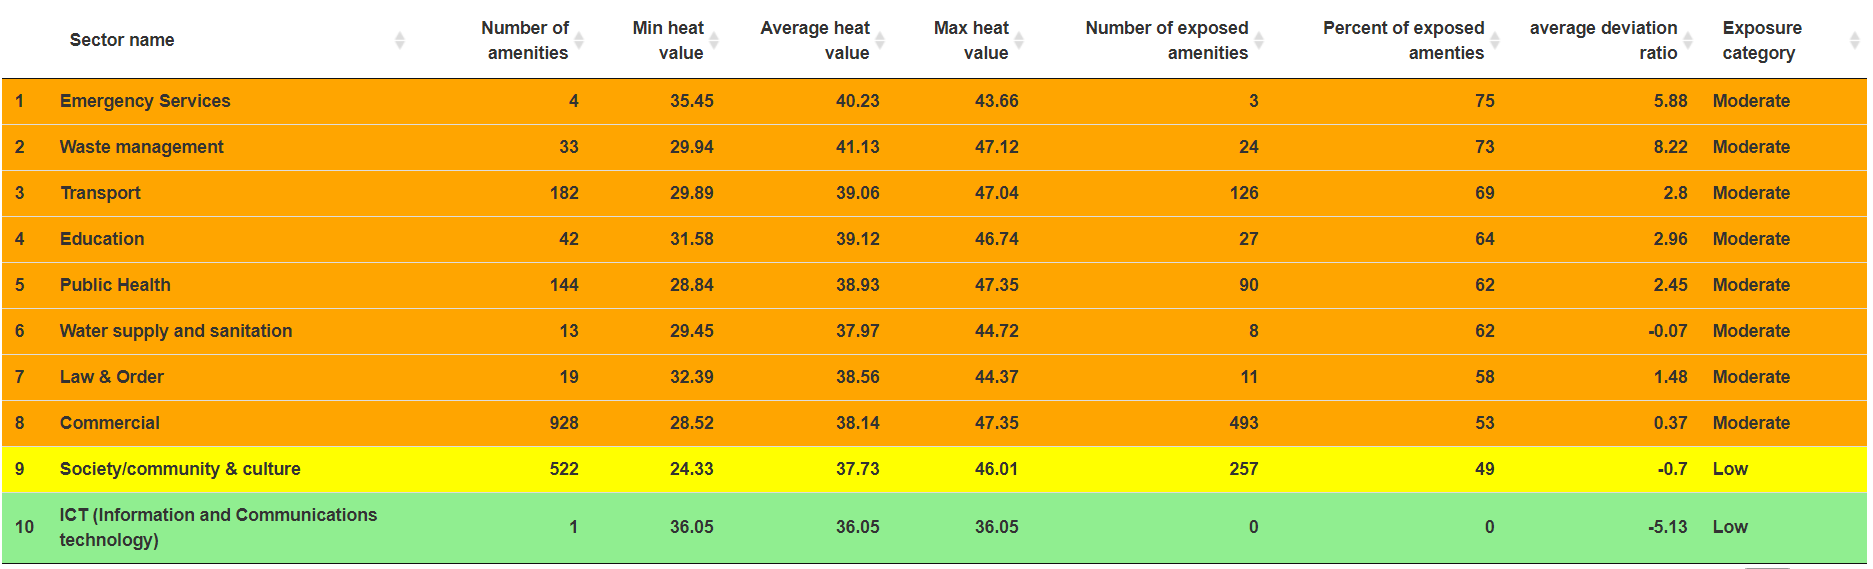 Sector name Number of amenities Min heat value Average heat value Max heat value Number of exposed amenities Percent of exposed amenties average deviation ratio Exposure category
1 Emergency Services 4 35.45 40.23 43.66 3 75 5.88 Moderate
2 Waste management 33 29.94 41.13 47.12 24 73 8.22 Moderate
3 Transport 182 29.89 39.06 47.04 126 69 2.8 Moderate
4 Education 42 31.58 39.12 46.74 27 64 2.96 Moderate
5 Public Health 144 28.84 38.93 47.35 90 62 2.45 Moderate
6 Water supply and sanitation 13 29.45 37.97 44.72 8 62 -0.07 Moderate
7 Law & Order 19 32.39 38.56 44.37 11 58 1.48 Moderate
8 Commercial 928 28.52 38.14 47.35 493 53 0.37 Moderate
9 Society/community & culture 522 24.33 37.73 46.01 257 49 -0.7 Low
10 ICT (Information and Communications technology) 1 36.05 36.05 36.05 0 0 -5.13 Low